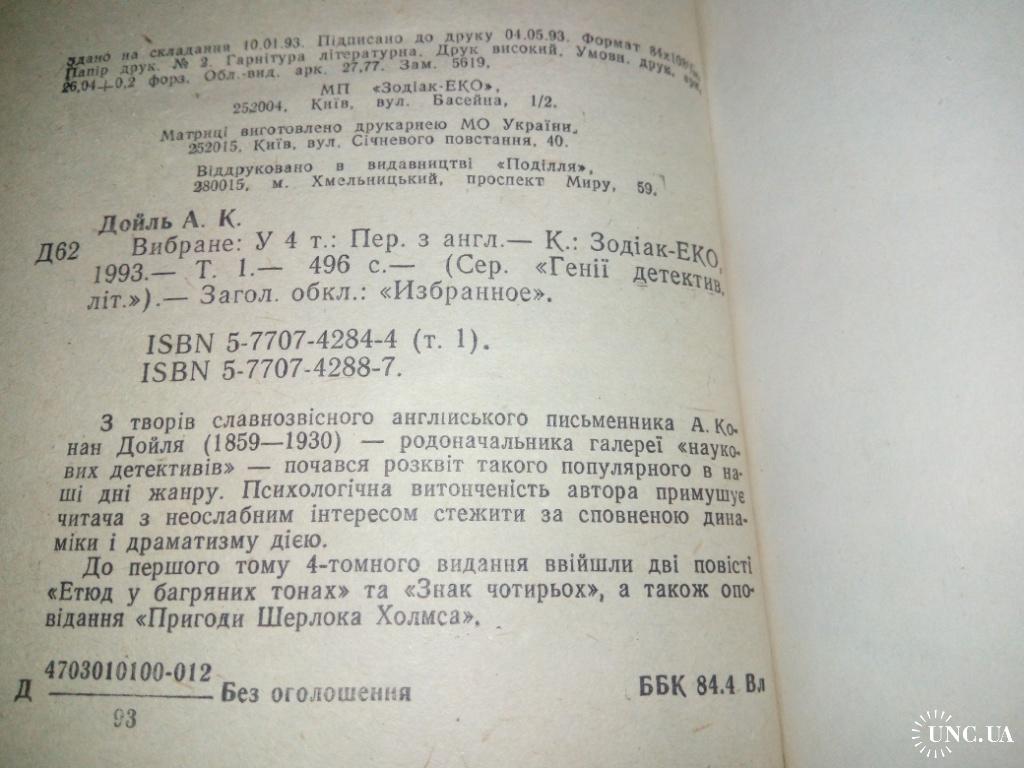 Здано на складання 10.01.93. Підписано до друку 04.05.93. Формат
Папір друк. № 2. Гарнітура літературна. Друк високий. Умовн. друк. арк.
26,04+0,2 форз. Обл.-вид. арк. 27,77. Зам. 5619.
МП «Зодіак-ЕКО»,
252004, Київ, вул. Басейна, 1/2.
Матриці виготовлено друкарнею МО України,
252015, Київ, вул. Січневого повстання, 40.
Віддруковано в видавництві «Поділля»,
280015, м. Хмельницький, проспект Миру, 59.
Дойль А. К.
Д62 Вибране: У 4 т.: Пер. з англ.— К.: Зодіак-ЕКО,
1993.— Т. 1.— 496 с.— (Сер. «Генії детектив.
літ.»).— Загол. обкл.: «Избранное».
ISBN 5-7707-4284-4 (т. 1).
ISBN 5-7707-4288-7.
З творів славнозвісного англійського письменника А. Ко-
нан Дойля (1859—1930) — родоначальника галереї «науко-
вих детективів» — почався розквіт такого популярного в на-
ші дні жанру. Психологічна витонченість автора примушує
читача з неослабним інтересом стежити за сповненою дина-
міки і драматизму дією.
До першого тому 4-томного видання ввійшли дві повісті
«Етюд у багряних тонах» та «Знак чотирьох», а також опо-
відання «Пригоди Шерлока Холмса».
Д 4703010100-012 Без оголошення ББК 84.4 Вл
93
UNC.UA